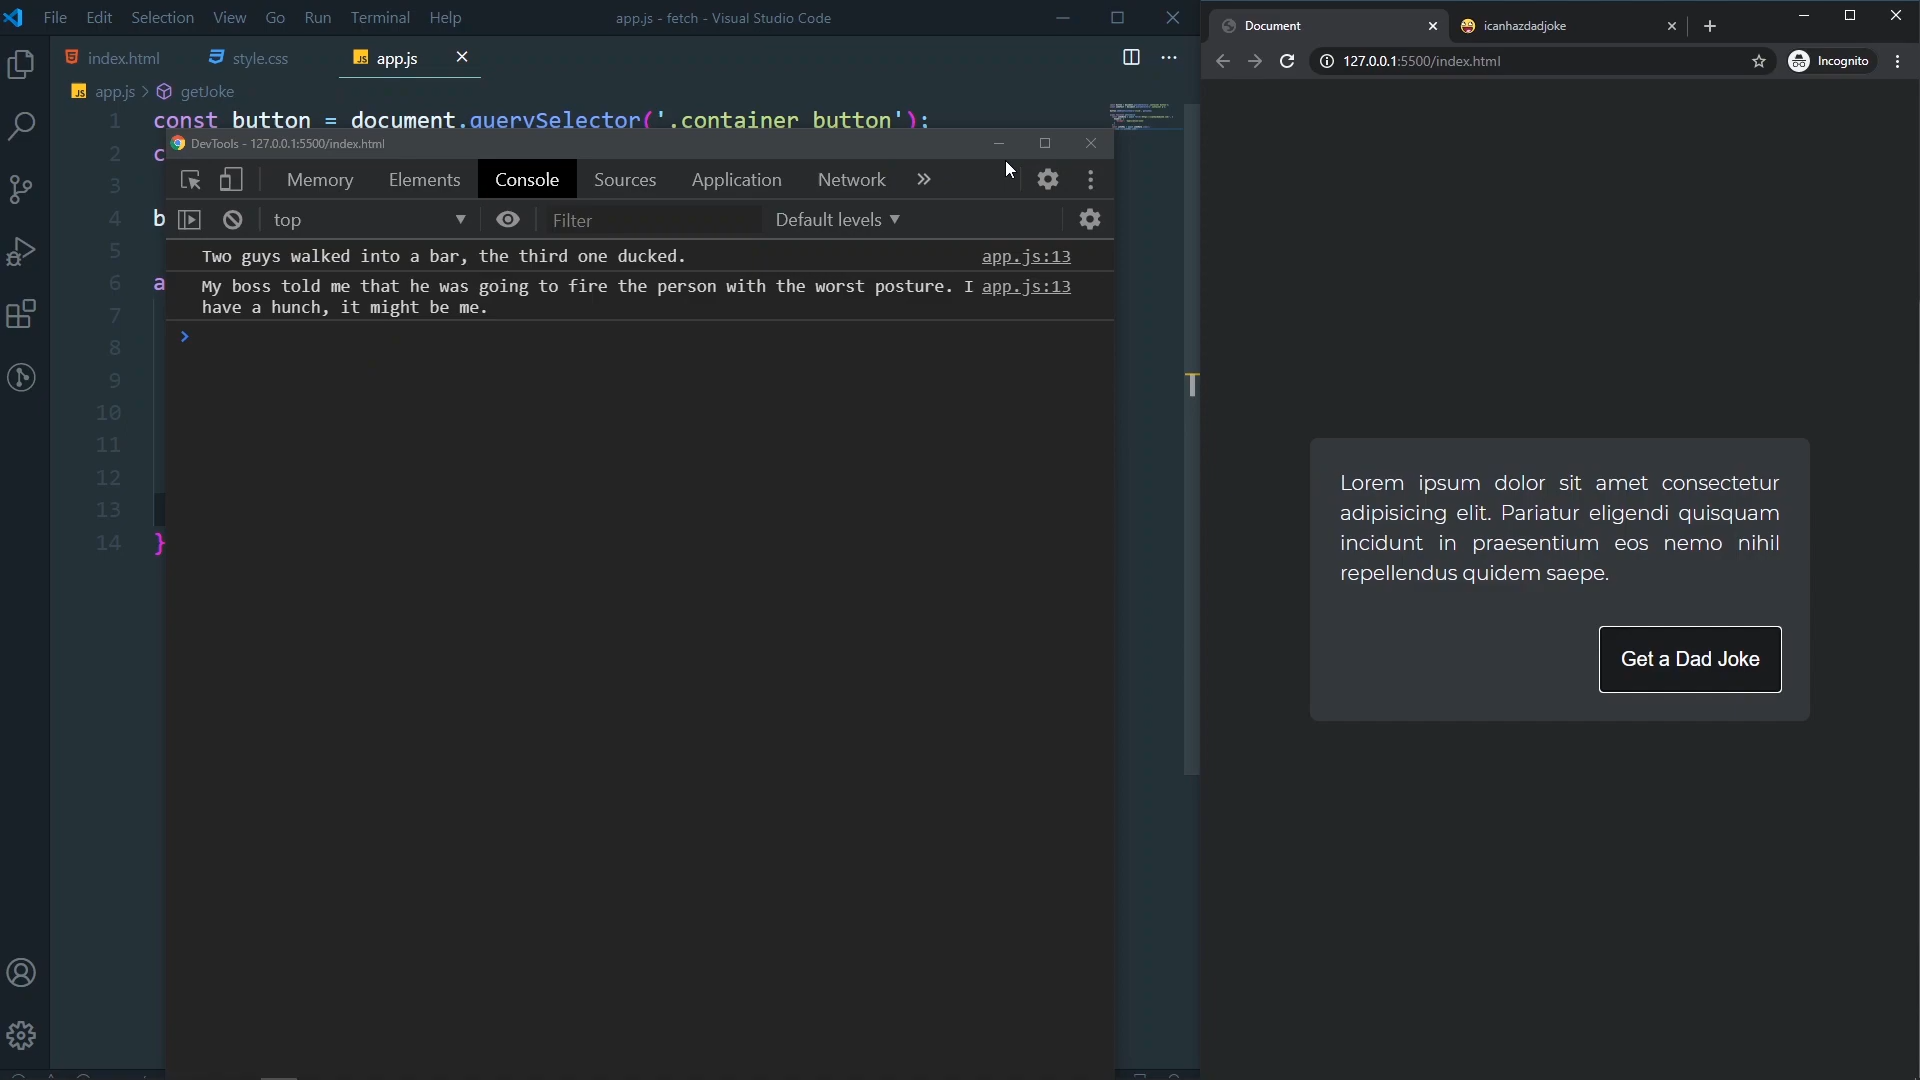 File Edit Selection View Go Run Terminal Help
app.js - fetch - Visual Studio Code
index.html style.css JS app.js
JS app.js > getJoke
1 const button = document.querySelector('.container button');
2 c
3
4 b
5
6 a
7
8
9
10
11
12
13
14 }
DevTools - 127.0.0.1:5500/index.html
Memory Elements Console Sources Application Network »
top Filter Default levels
Two guys walked into a bar, the third one ducked. app.js:13
My boss told me that he was going to fire the person with the worst posture. I app.js:13
have a hunch, it might be me.
Document icanhazdadjoke
127.0.0.1:5500/index.html Incognito
Lorem ipsum dolor sit amet consectetur
adipisicing elit. Pariatur eligendi quisquam
incidunt in praesentium eos nemo nihil
repellendus quidem saepe.
Get a Dad Joke